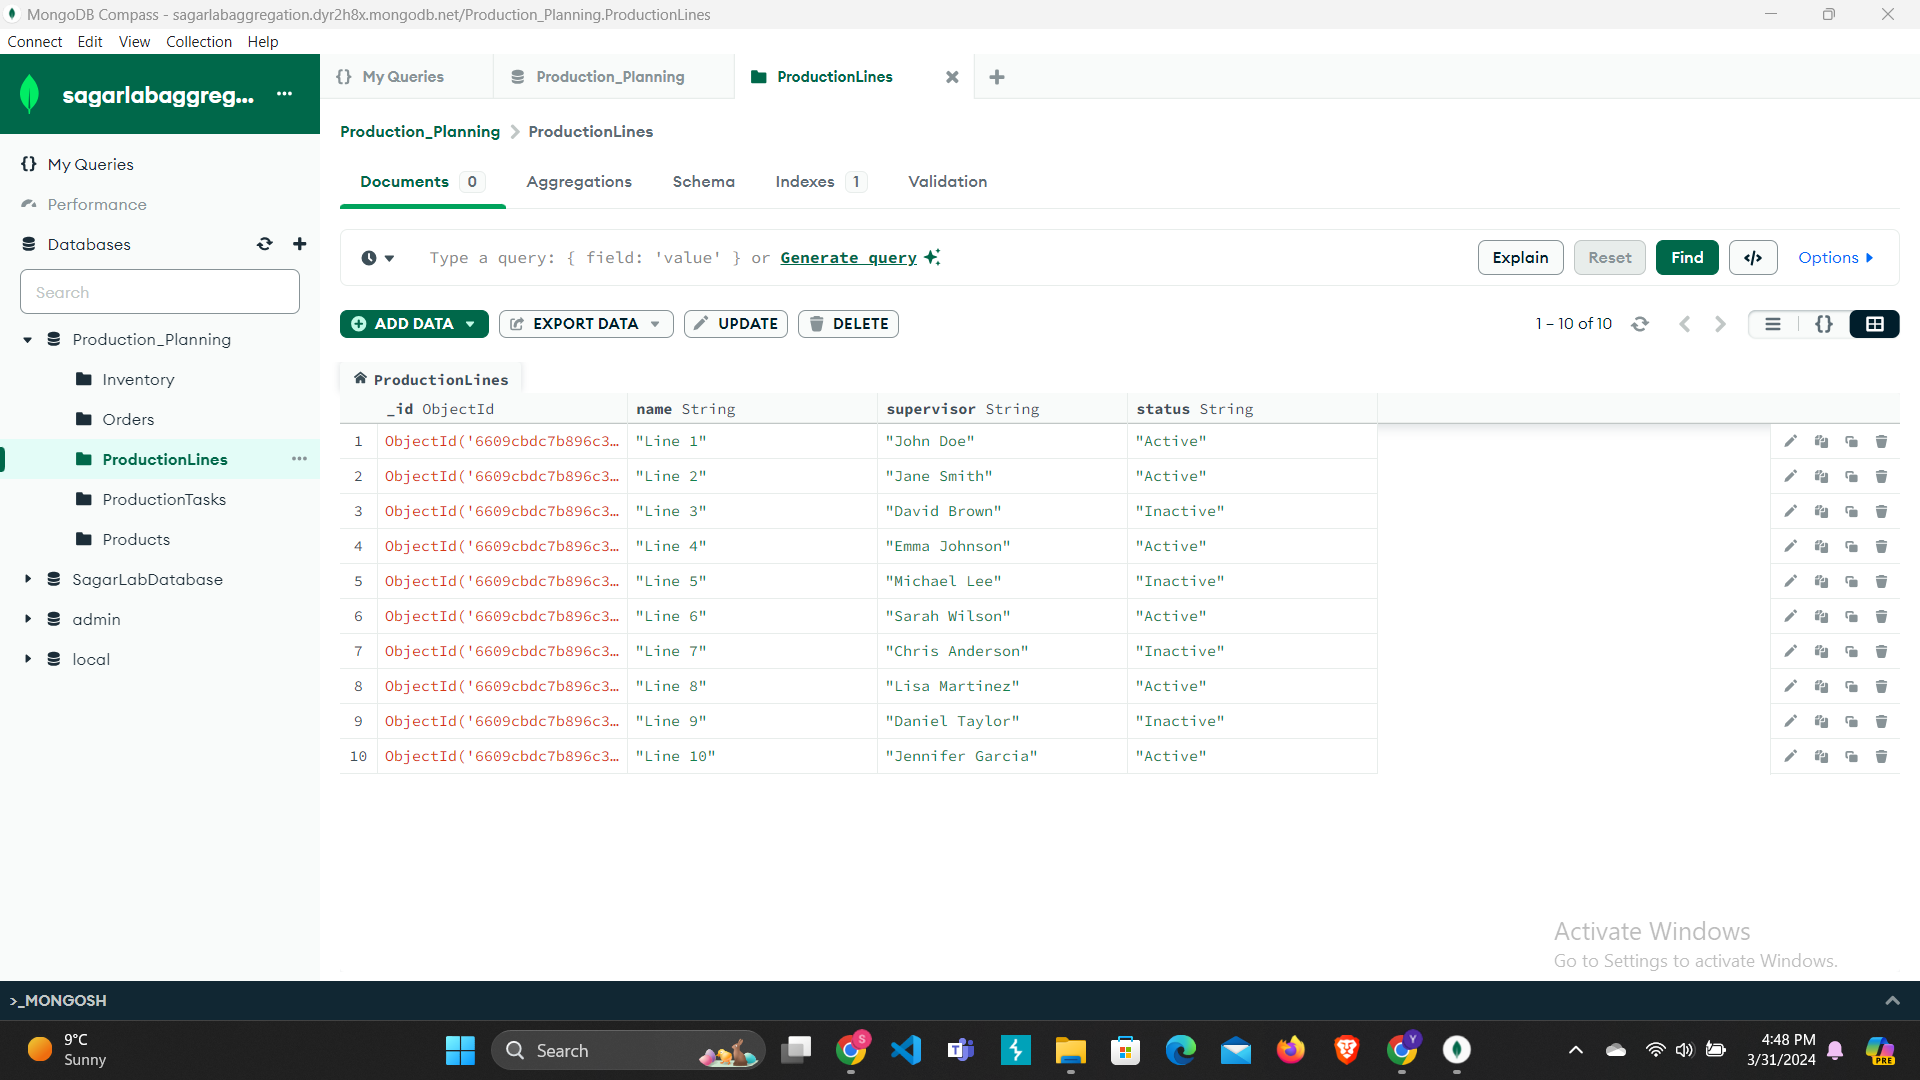 MongoDB Compass - sagarlabaggregation.dyr2h8x.mongodb.net/Production_Planning.ProductionLines
Connect Edit View Collection Help
sagarlabaggreg... ...
{} My Queries
Performance
Databases
Search
Production_Planning
Inventory
Orders
ProductionLines ...
ProductionTasks
Products
SagarLabDatabase
admin
local
{} My Queries Production_Planning ProductionLines
Production_Planning > ProductionLines
Documents 0 Aggregations Schema Indexes 1 Validation
Type a query: { field: 'value' } or Generate query
Explain Reset Find </> Options
ADD DATA EXPORT DATA UPDATE DELETE
1 – 10 of 10 {}
ProductionLines
_id ObjectId name String supervisor String status String
1 ObjectId('6609cbdc7b896c3… "Line 1" "John Doe" "Active"
2 ObjectId('6609cbdc7b896c3… "Line 2" "Jane Smith" "Active"
3 ObjectId('6609cbdc7b896c3… "Line 3" "David Brown" "Inactive"
4 ObjectId('6609cbdc7b896c3… "Line 4" "Emma Johnson" "Active"
5 ObjectId('6609cbdc7b896c3… "Line 5" "Michael Lee" "Inactive"
6 ObjectId('6609cbdc7b896c3… "Line 6" "Sarah Wilson" "Active"
7 ObjectId('6609cbdc7b896c3… "Line 7" "Chris Anderson" "Inactive"
8 ObjectId('6609cbdc7b896c3… "Line 8" "Lisa Martinez" "Active"
9 ObjectId('6609cbdc7b896c3… "Line 9" "Daniel Taylor" "Inactive"
10 ObjectId('6609cbdc7b896c3… "Line 10" "Jennifer Garcia" "Active"
Activate Windows
Go to Settings to activate Windows.
>_MONGOSH
9°C
Sunny
Search
S
Y
4:48 PM
3/31/2024
PRE